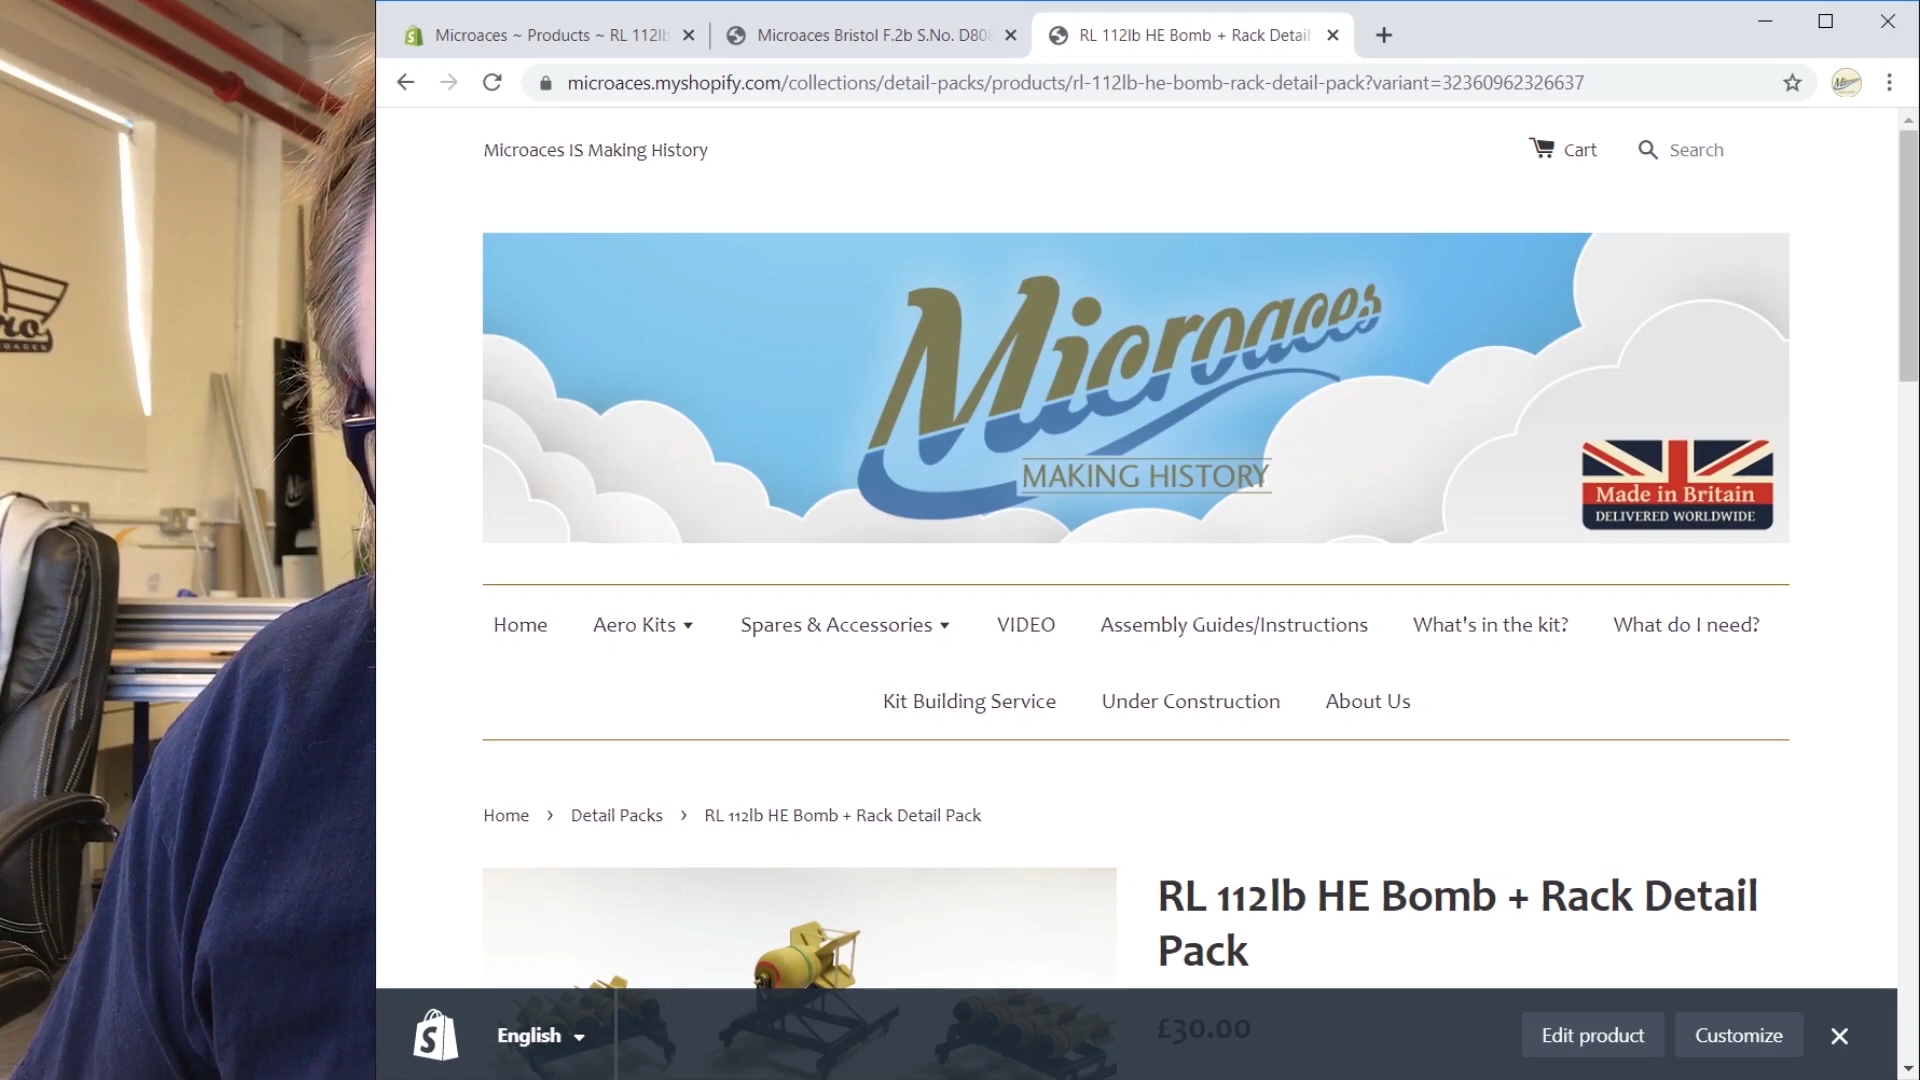 Microaces ~ Products ~ RL 112lb
Microaces Bristol F.2b S.No. D808
RL 112lb HE Bomb + Rack Detail
microaces.myshopify.com/collections/detail-packs/products/rl-112lb-he-bomb-rack-detail-pack?variant=32360962326637
Microaces IS Making History
Cart
Search
Microaces
MAKING HISTORY
Made in Britain
DELIVERED WORLDWIDE
Home
Aero Kits
Spares & Accessories
VIDEO
Assembly Guides/Instructions
What's in the kit?
What do I need?
Kit Building Service
Under Construction
About Us
Home > Detail Packs > RL 112lb HE Bomb + Rack Detail Pack
RL 112lb HE Bomb + Rack Detail
Pack
£30.00
English
Edit product
Customize